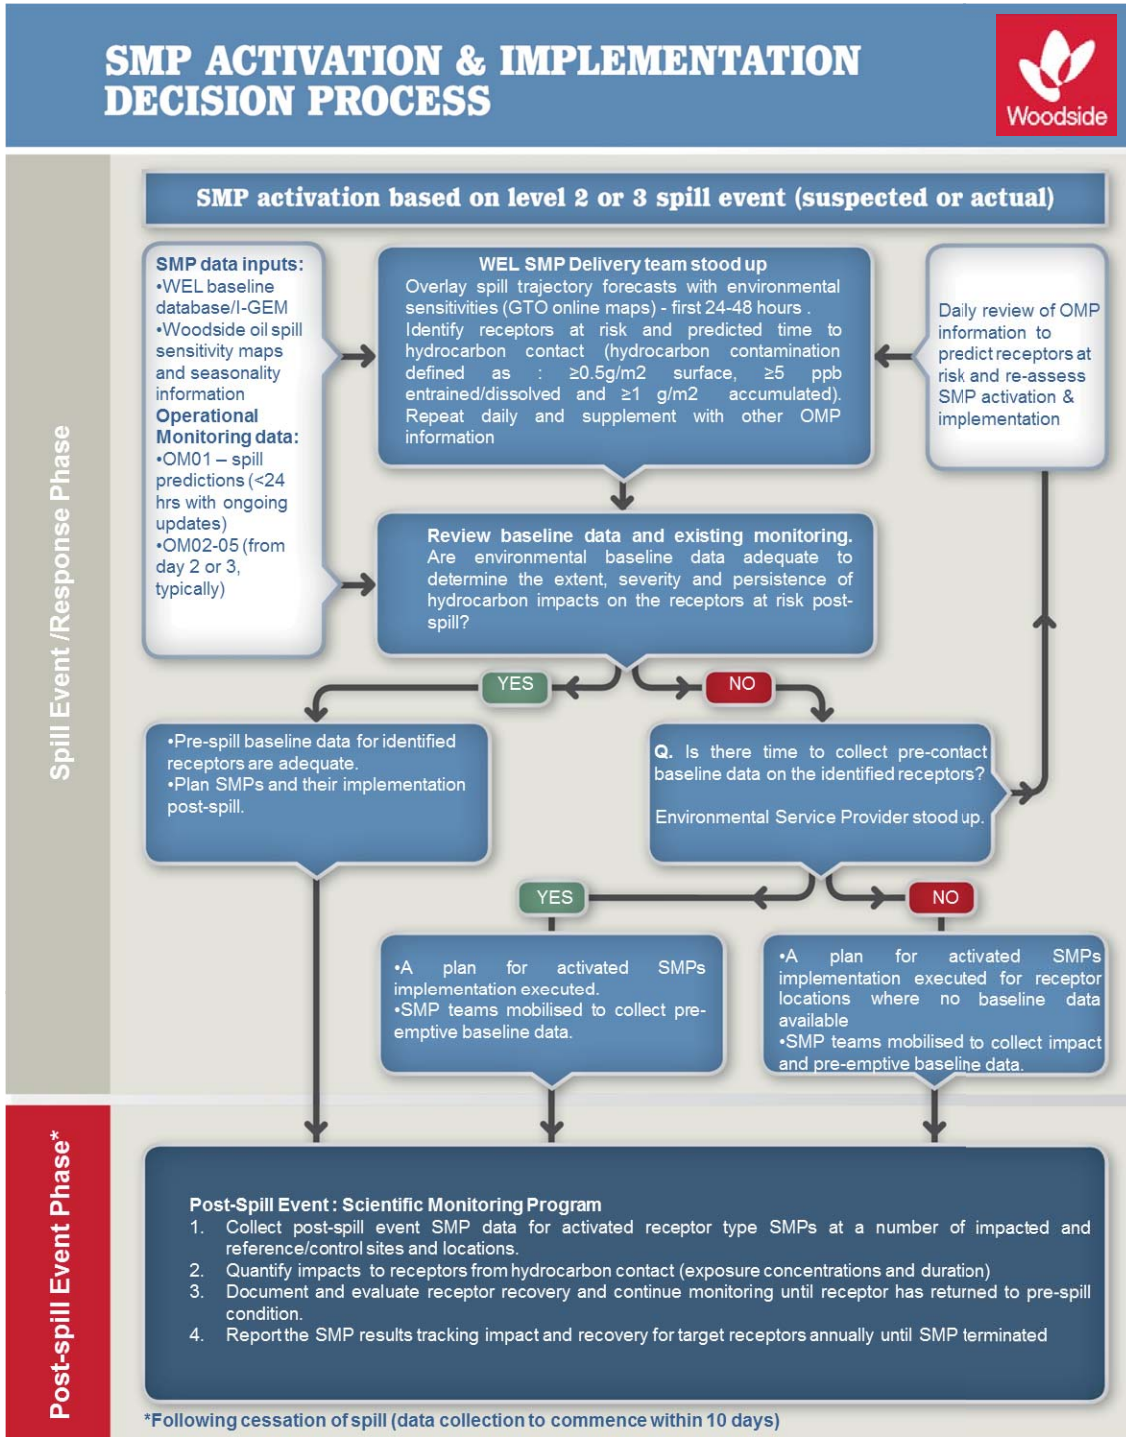 SMP ACTIVATION & IMPLEMENTATION
DECISION PROCESS
Woodside
Spill Event /Response Phase
SMP activation based on level 2 or 3 spill event (suspected or actual)
SMP data inputs:
•WEL baseline
database/I-GEM
•Woodside oil spill
sensitivity maps
and seasonality
information
Operational
Monitoring data:
•OM01 – spill
predictions (<24
hrs with ongoing
updates)
•OM02-05 (from
day 2 or 3,
typically)
WEL SMP Delivery team stood up
Overlay spill trajectory forecasts with environmental
sensitivities (GTO online maps) - first 24-48 hours .
Identify receptors at risk and predicted time to
hydrocarbon contact (hydrocarbon contamination
defined as : ≥0.5g/m2 surface, ≥5 ppb
entrained/dissolved and ≥1 g/m2 accumulated).
Repeat daily and supplement with other OMP
information
Daily review of OMP
information to
predict receptors at
risk and re-assess
SMP activation &
implementation
Review baseline data and existing monitoring.
Are environmental baseline data adequate to
determine the extent, severity and persistence of
hydrocarbon impacts on the receptors at risk post-
spill?
YES
NO
•Pre-spill baseline data for identified
receptors are adequate.
•Plan SMPs and their implementation
post-spill.
Q. Is there time to collect pre-contact
baseline data on the identified receptors?
Environmental Service Provider stood up.
YES
NO
•A plan for activated SMPs
implementation executed.
•SMP teams mobilised to collect pre-
emptive baseline data.
•A plan for activated SMPs
implementation executed for receptor
locations where no baseline data
available
•SMP teams mobilised to collect impact
and pre-emptive baseline data.
Post-spill Event Phase*
Post-Spill Event : Scientific Monitoring Program
1. Collect post-spill event SMP data for activated receptor type SMPs at a number of impacted and
reference/control sites and locations.
2. Quantify impacts to receptors from hydrocarbon contact (exposure concentrations and duration)
3. Document and evaluate receptor recovery and continue monitoring until receptor has returned to pre-spill
condition.
4. Report the SMP results tracking impact and recovery for target receptors annually until SMP terminated
*Following cessation of spill (data collection to commence within 10 days)